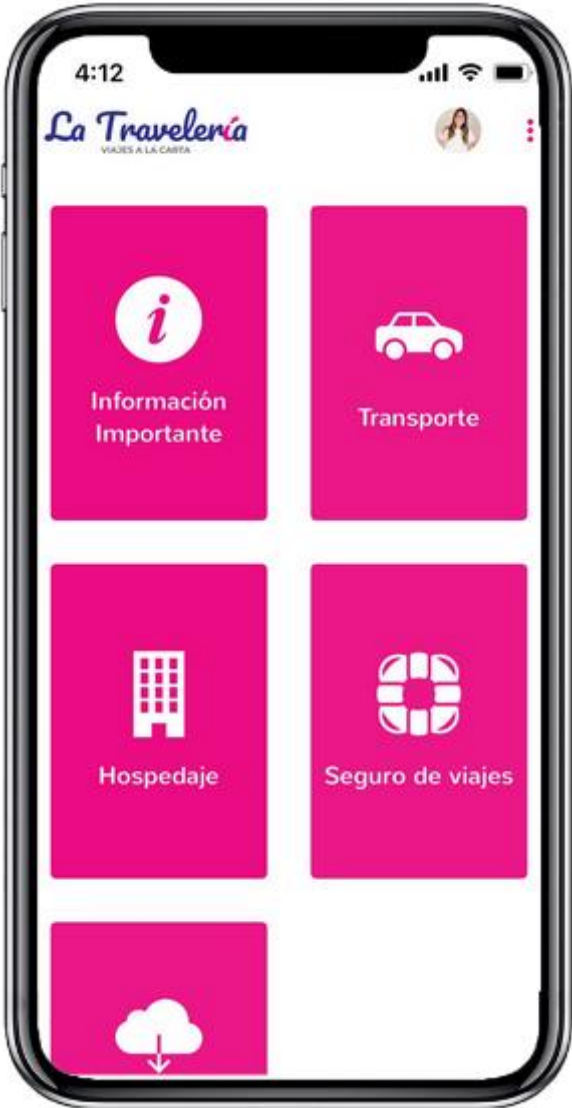 4:12
La Travelería
VIAJES A LA CARTA
Información
Importante
Transporte
Hospedaje
Seguro de viajes